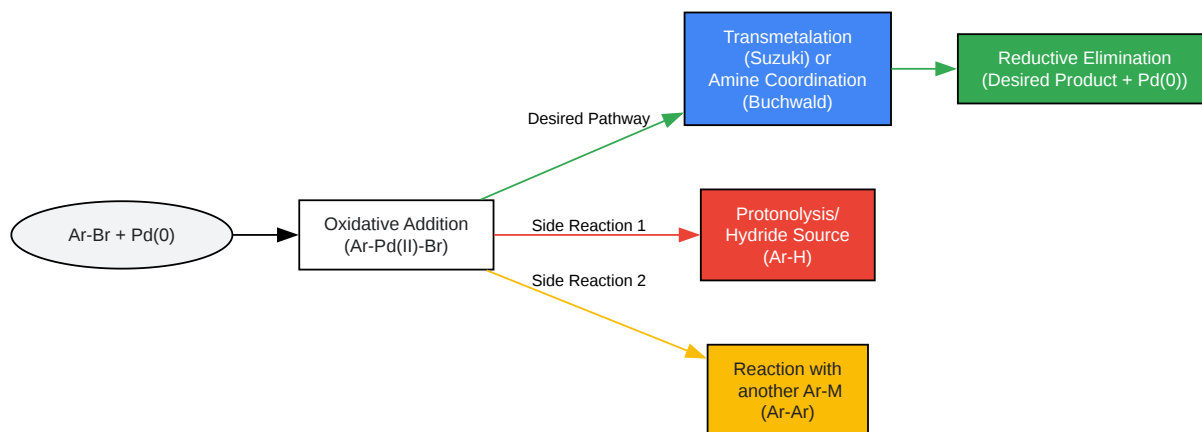 Transmetalation
(Suzuki) or
Amine Coordination
(Buchwald)
Reductive Elimination
(Desired Product + Pd(0))
Desired Pathway
Ar-Br + Pd(0)
Oxidative Addition
(Ar-Pd(II)-Br)
Side Reaction 1
Protonolysis/
Hydride Source
(Ar-H)
Side Reaction 2
Reaction with
another Ar-M
(Ar-Ar)